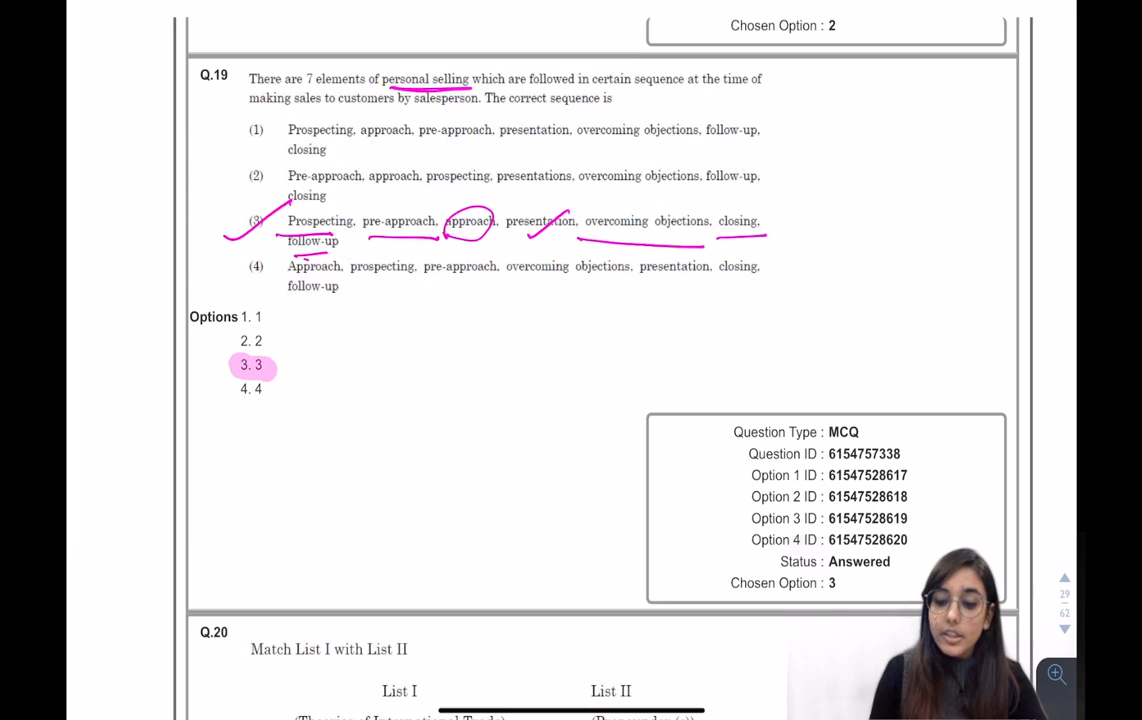 Chosen Option : 2
Q.19
There are 7 elements of personal selling which are followed in certain sequence at the time of
making sales to customers by salesperson. The correct sequence is
(1) Prospecting, approach, pre-approach, presentation, overcoming objections, follow-up,
closing
(2) Pre-approach, approach, prospecting, presentations, overcoming objections, follow-up,
closing
(3) Prospecting, pre-approach, approach, presentation, overcoming objections, closing,
follow-up
(4) Approach, prospecting, pre-approach, overcoming objections, presentation, closing,
follow-up
Options 1. 1
2. 2
3. 3
4. 4
Question Type : MCQ
Question ID : 6154757338
Option 1 ID : 61547528617
Option 2 ID : 61547528618
Option 3 ID : 61547528619
Option 4 ID : 61547528620
Status : Answered
Chosen Option : 3
29
62
Q.20
Match List I with List II
List I List II